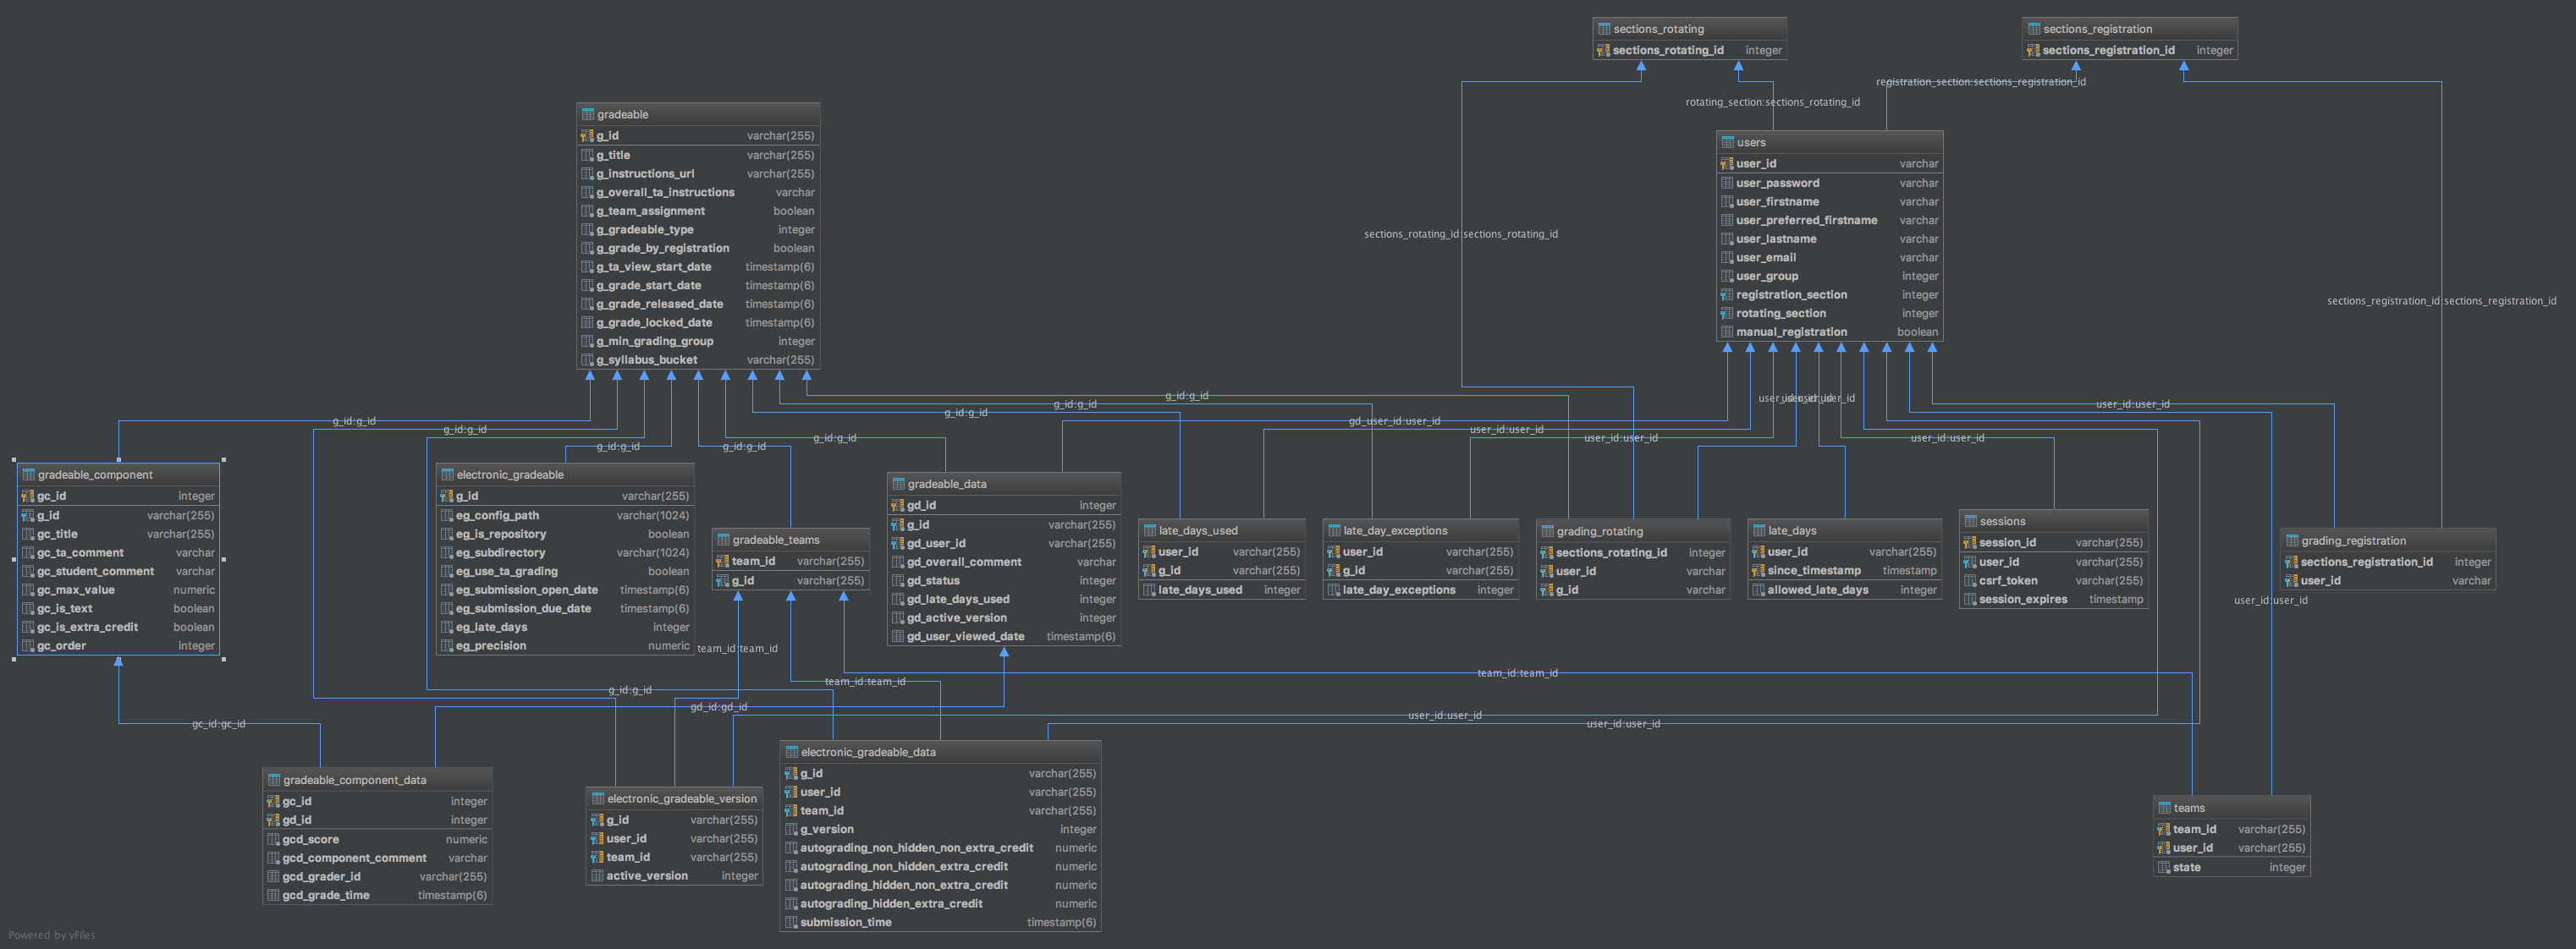 sections_rotating
sections_rotating_id integer
sections_registration
sections_registration_id integer
registration_section:sections_registration_id
rotating_section:sections_rotating_id
gradeable
g_id varchar(255)
g_title varchar(255)
g_instructions_url varchar(255)
g_overall_ta_instructions varchar
g_team_assignment boolean
g_gradeable_type integer
g_grade_by_registration boolean
g_ta_view_start_date timestamp(6)
g_grade_start_date timestamp(6)
g_grade_released_date timestamp(6)
g_grade_locked_date timestamp(6)
g_min_grading_group integer
g_syllabus_bucket varchar(255)
users
user_id varchar
user_password varchar
user_firstname varchar
user_preferred_firstname varchar
user_lastname varchar
user_email varchar
user_group integer
registration_section integer
rotating_section integer
manual_registration boolean
sections_rotating_id:sections_rotating_id
sections_registration_id:sections_registration_id
g_id:g_id
g_id:g_id
g_id:g_id
g_id:g_id
g_id:g_id
g_id:g_id
g_id:g_id
g_id:g_id
gd_user_id:user_id
user_id:user_id
user_id:user_id
user_id:user_id
user_id:user_id
gradeable_component
gc_id integer
g_id varchar(255)
gc_title varchar(255)
gc_ta_comment varchar
gc_student_comment varchar
gc_max_value numeric
gc_is_text boolean
gc_is_extra_credit boolean
gc_order integer
electronic_gradeable
g_id varchar(255)
eg_config_path varchar(1024)
eg_is_repository boolean
eg_subdirectory varchar(1024)
eg_use_ta_grading boolean
eg_submission_open_date timestamp(6)
eg_submission_due_date timestamp(6)
eg_late_days integer
eg_precision numeric
gradeable_teams
team_id varchar(255)
g_id varchar(255)
gradeable_data
gd_id integer
g_id varchar(255)
gd_user_id varchar(255)
gd_overall_comment varchar
gd_status integer
gd_late_days_used integer
gd_active_version integer
gd_user_viewed_date timestamp(6)
late_days_used
user_id varchar(255)
g_id varchar(255)
late_days_used integer
late_day_exceptions
user_id varchar(255)
g_id varchar(255)
late_day_exceptions integer
grading_rotating
sections_rotating_id integer
user_id varchar
g_id varchar
late_days
user_id varchar(255)
since_timestamp timestamp
allowed_late_days integer
sessions
session_id varchar(255)
user_id varchar(255)
csrf_token varchar(255)
session_expires timestamp
grading_registration
sections_registration_id integer
user_id varchar
user_id:user_id
team_id:team_id
team_id:team_id
team_id:team_id
g_id:g_id
gd_id:gd_id
user_id:user_id
user_id:user_id
gc_id:gc_id
gradeable_component_data
gc_id integer
gd_id integer
gcd_score numeric
gcd_component_comment varchar
gcd_grader_id varchar(255)
gcd_grade_time timestamp(6)
electronic_gradeable_version
g_id varchar(255)
user_id varchar(255)
team_id varchar(255)
active_version integer
electronic_gradeable_data
g_id varchar(255)
user_id varchar(255)
team_id varchar(255)
g_version integer
autograding_non_hidden_non_extra_credit numeric
autograding_non_hidden_extra_credit numeric
autograding_hidden_non_extra_credit numeric
autograding_hidden_extra_credit numeric
submission_time timestamp(6)
teams
team_id varchar(255)
user_id varchar(255)
state integer
Powered by yFiles